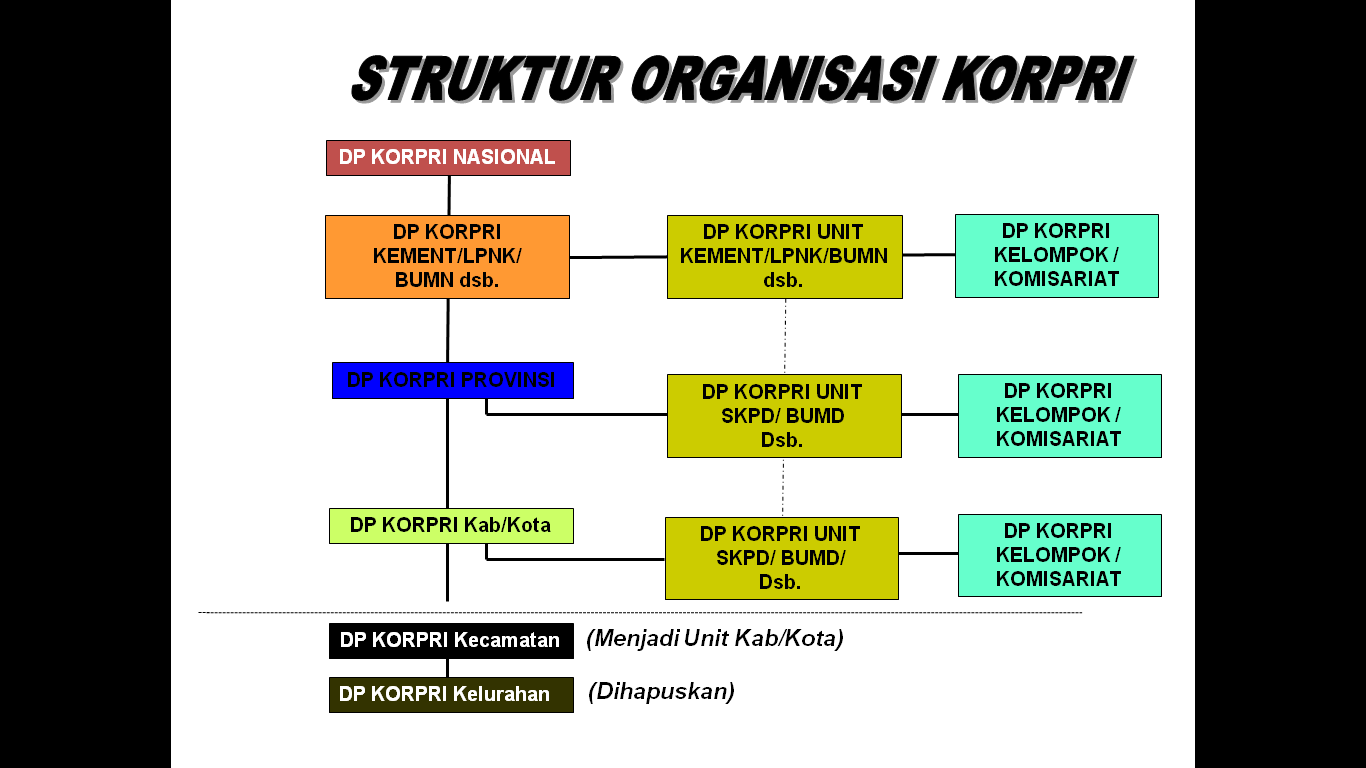 STRUKTUR ORGANISASI KORPRI
DP KORPRI NASIONAL
DP KORPRI
KEMENT/LPNK/
BUMN dsb.
DP KORPRI UNIT
KEMENT/LPNK/BUMN
dsb.
DP KORPRI
KELOMPOK /
KOMISARIAT
DP KORPRI PROVINSI
DP KORPRI UNIT
SKPD/ BUMD
Dsb.
DP KORPRI
KELOMPOK /
KOMISARIAT
DP KORPRI Kab/Kota
DP KORPRI UNIT
SKPD/ BUMD/
Dsb.
DP KORPRI
KELOMPOK /
KOMISARIAT
DP KORPRI Kecamatan
(Menjadi Unit Kab/Kota)
DP KORPRI Kelurahan
(Dihapuskan)